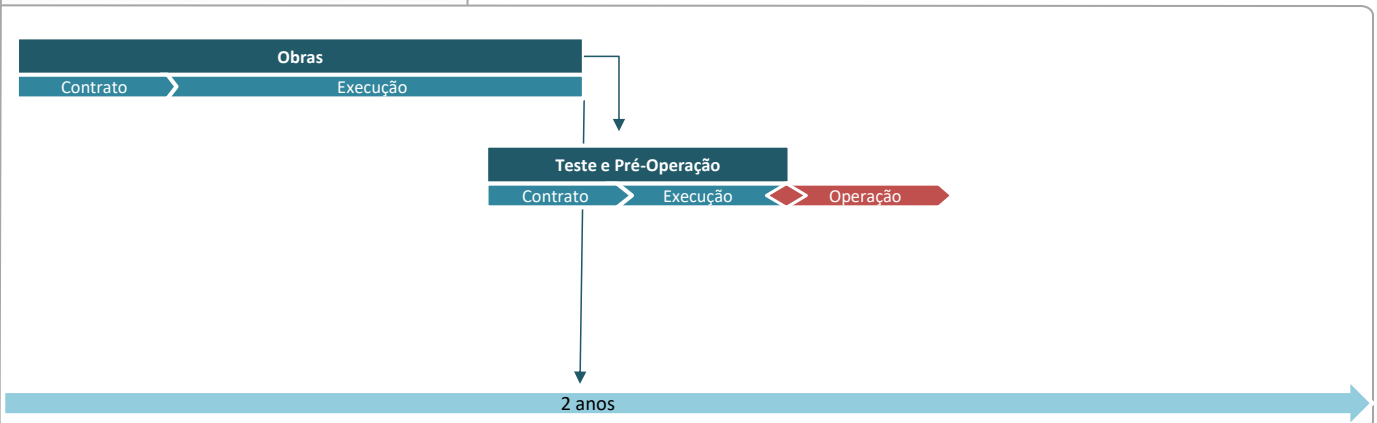 Obras
Contrato
Execução
Teste e Pré-Operação
Contrato
Execução
Operação
2 anos